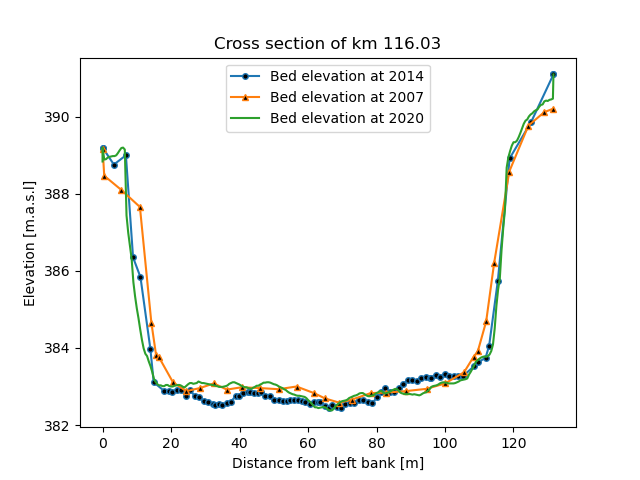 Cross section of km 116.03
Bed elevation at 2014
Bed elevation at 2007
Bed elevation at 2020
390
388
386
384
382
Elevation [m.a.s.l]
0 20 40 60 80 100 120
Distance from left bank [m]